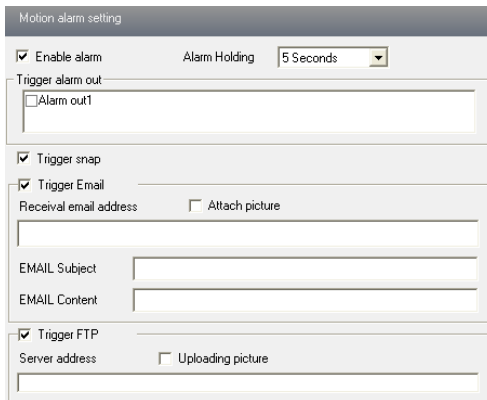 Motion alarm setting
Enable alarm Alarm Holding 5 Seconds
Trigger alarm out
Alarm out1
Trigger snap
Trigger Email
Receival email address Attach picture
EMAIL Subject
EMAIL Content
Trigger FTP
Server address Uploading picture